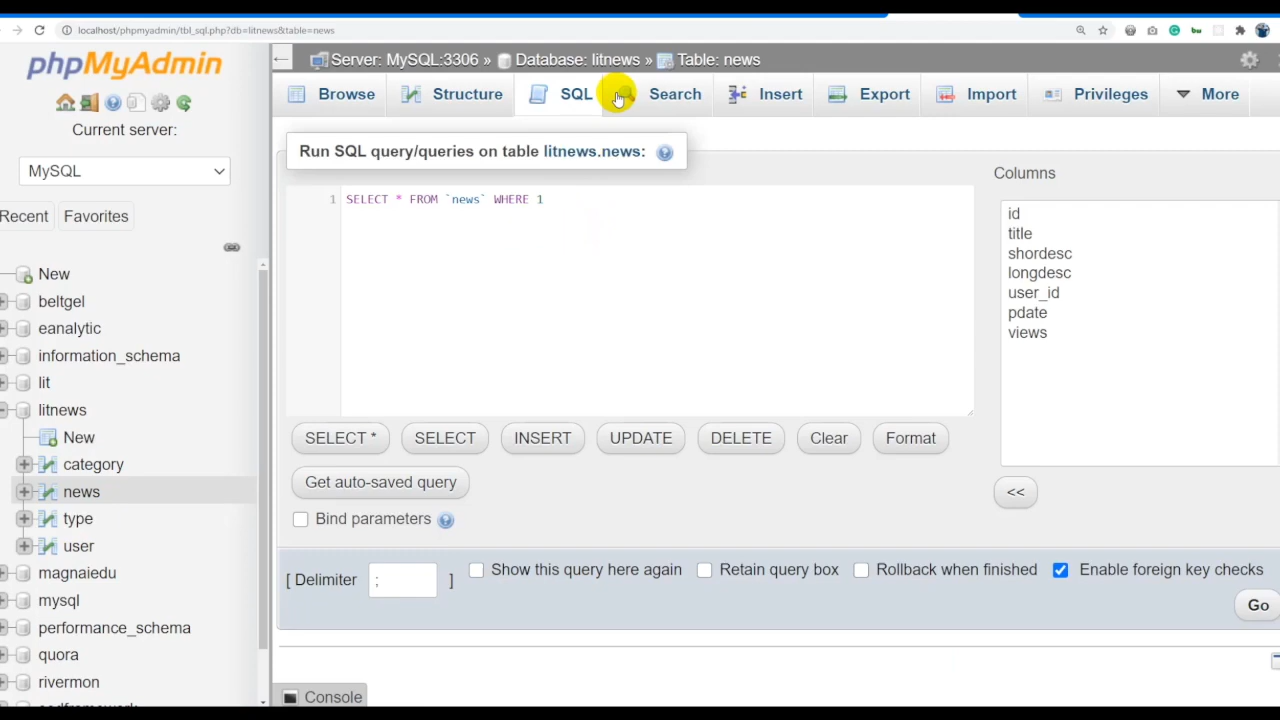 localhost/phpmyadmin/tbl_sql.php?db=litnews&table=news
phpMyAdmin
Current server:
MySQL
Recent
Favorites
New
beltgel
eanalytic
information_schema
lit
litnews
New
category
news
type
user
magnaiedu
mysql
performance_schema
quora
rivermon
Server: MySQL:3306 » Database: litnews » Table: news
Browse
Structure
SQL
Search
Insert
Export
Import
Privileges
More
Run SQL query/queries on table litnews.news:
1 SELECT * FROM `news` WHERE 1
Columns
id
title
shordesc
longdesc
user_id
pdate
views
SELECT *
SELECT
INSERT
UPDATE
DELETE
Clear
Format
<<
Get auto-saved query
Bind parameters
[ Delimiter ; ]
Show this query here again
Retain query box
Rollback when finished
Enable foreign key checks
Go
Console